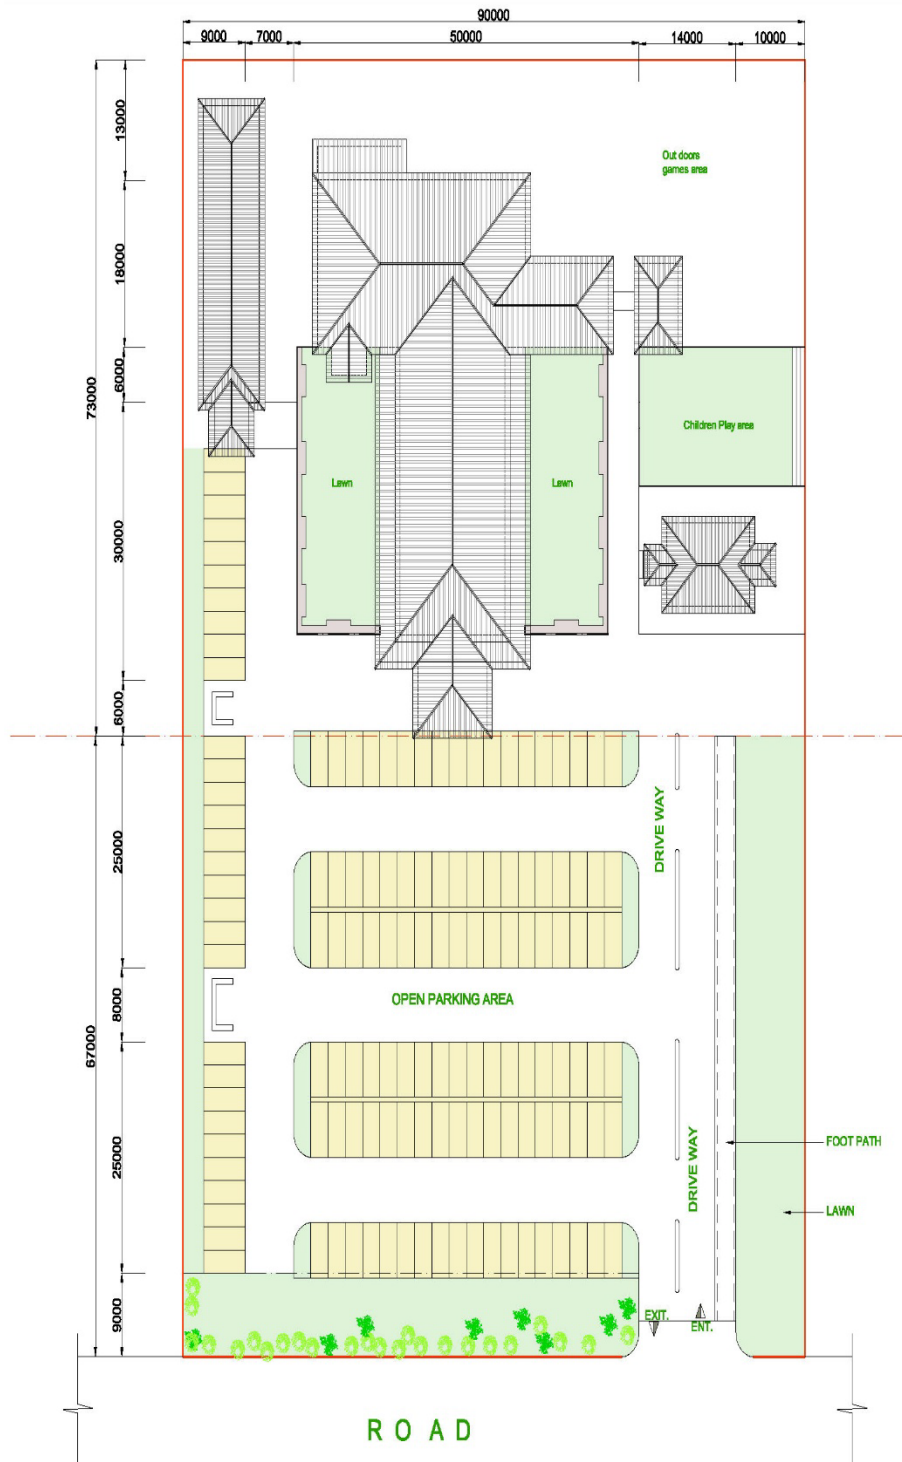 90000
9000
7000
50000
14000
10000
13000
Out doors
games area
18000
73000
6000
Children Play area
Lawn
Lawn
30000
6000
DRIVE WAY
25000
OPEN PARKING AREA
8000
67000
25000
DRIVE WAY
FOOT PATH
LAWN
9000
EXIT.
ENT.
ROAD